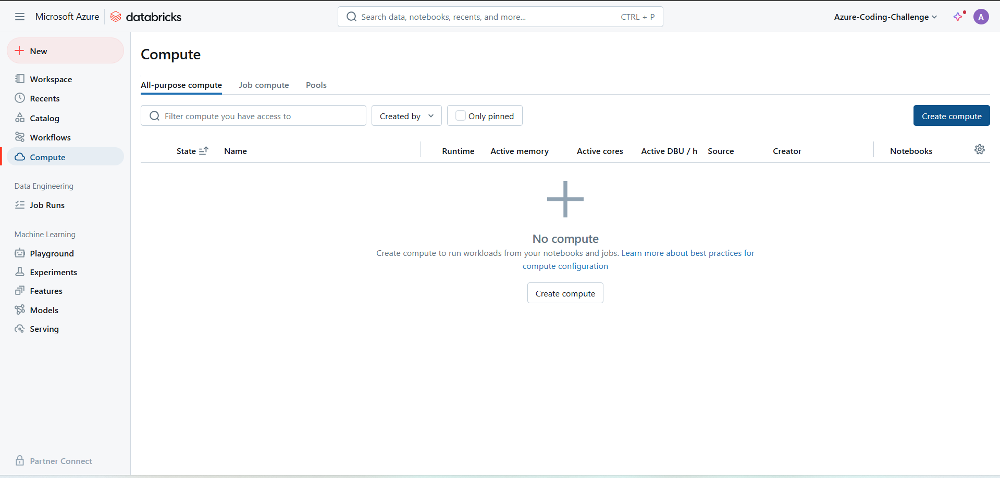 Microsoft Azure databricks Search data, notebooks, recents, and more... CTRL + P Azure-Coding-Challenge A
New
Workspace
Recents
Catalog
Workflows
Compute
Data Engineering
Job Runs
Machine Learning
Playground
Experiments
Features
Models
Serving
Partner Connect
Compute
All-purpose compute Job compute Pools
Filter compute you have access to Created by Only pinned Create compute
State Name Runtime Active memory Active cores Active DBU / h Source Creator Notebooks
No compute
Create compute to run workloads from your notebooks and jobs. Learn more about best practices for
compute configuration
Create compute